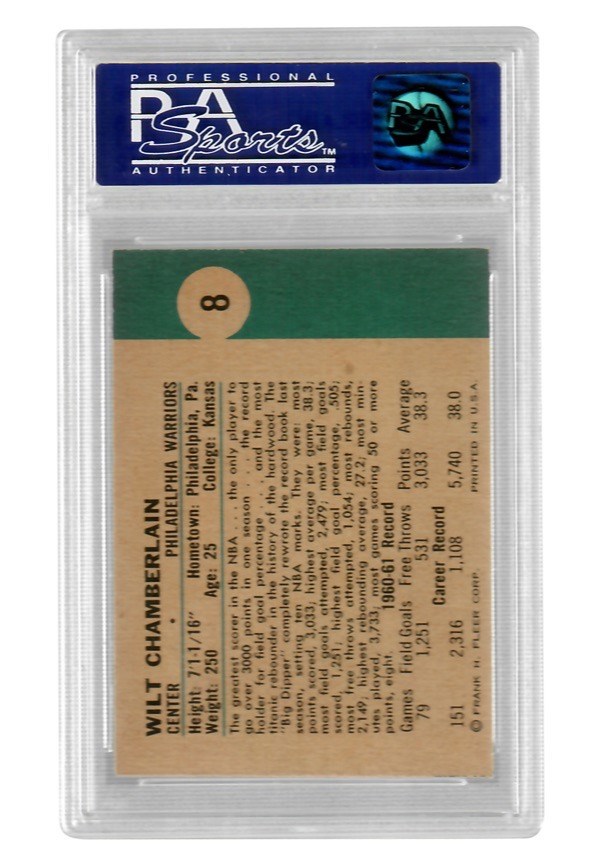 PROFESSIONAL
PSA
Sports™
AUTHENTICATOR
PSA
8
WILT CHAMBERLAIN
CENTER • PHILADELPHIA WARRIORS
Height: 7/1-1/16" Hometown: Philadelphia, Pa.
Weight: 250 Age: 25 College: Kansas
The greatest scorer in the NBA . . . the only player to
go over 3000 points in one season . . . the record
holder for field goal percentage . . . and the most
titanic rebounder in the history of the hardwood. The
"Big Dipper" completely rewrote the record book last
season, setting ten NBA marks. They were: most
points scored, 3,033; highest average per game, 38.3;
most field goals attempted, 2,479; most field goals
scored, 1,251; highest field goal percentage, .505;
most free throws attempted, 1,054; most rebounds,
2,149, highest rebounding average, 27.2; most min-
utes played, 3,733; most games scoring 50 or more
points, eight.
1960-61 Record
Games Field Goals Free Throws Points Average
79 1,251 531 3,033 38.3
Career Record
151 2,316 1,108 5,740 38.0
© FRANK H. FLEER CORP. PRINTED IN U.S.A.